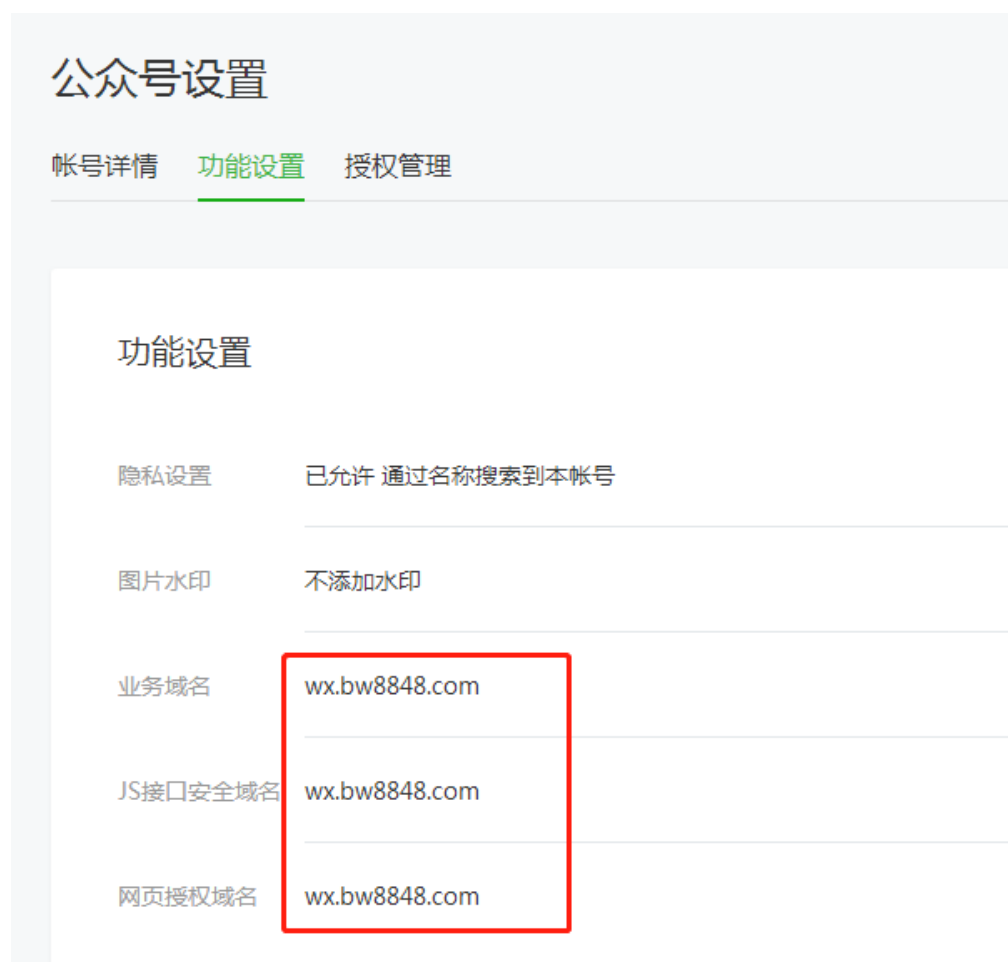 公众号设置
帐号详情 功能设置 授权管理
功能设置
隐私设置 已允许 通过名称搜索到本帐号
图片水印 不添加水印
业务域名 wx.bw8848.com
JS接口安全域名 wx.bw8848.com
网页授权域名 wx.bw8848.com